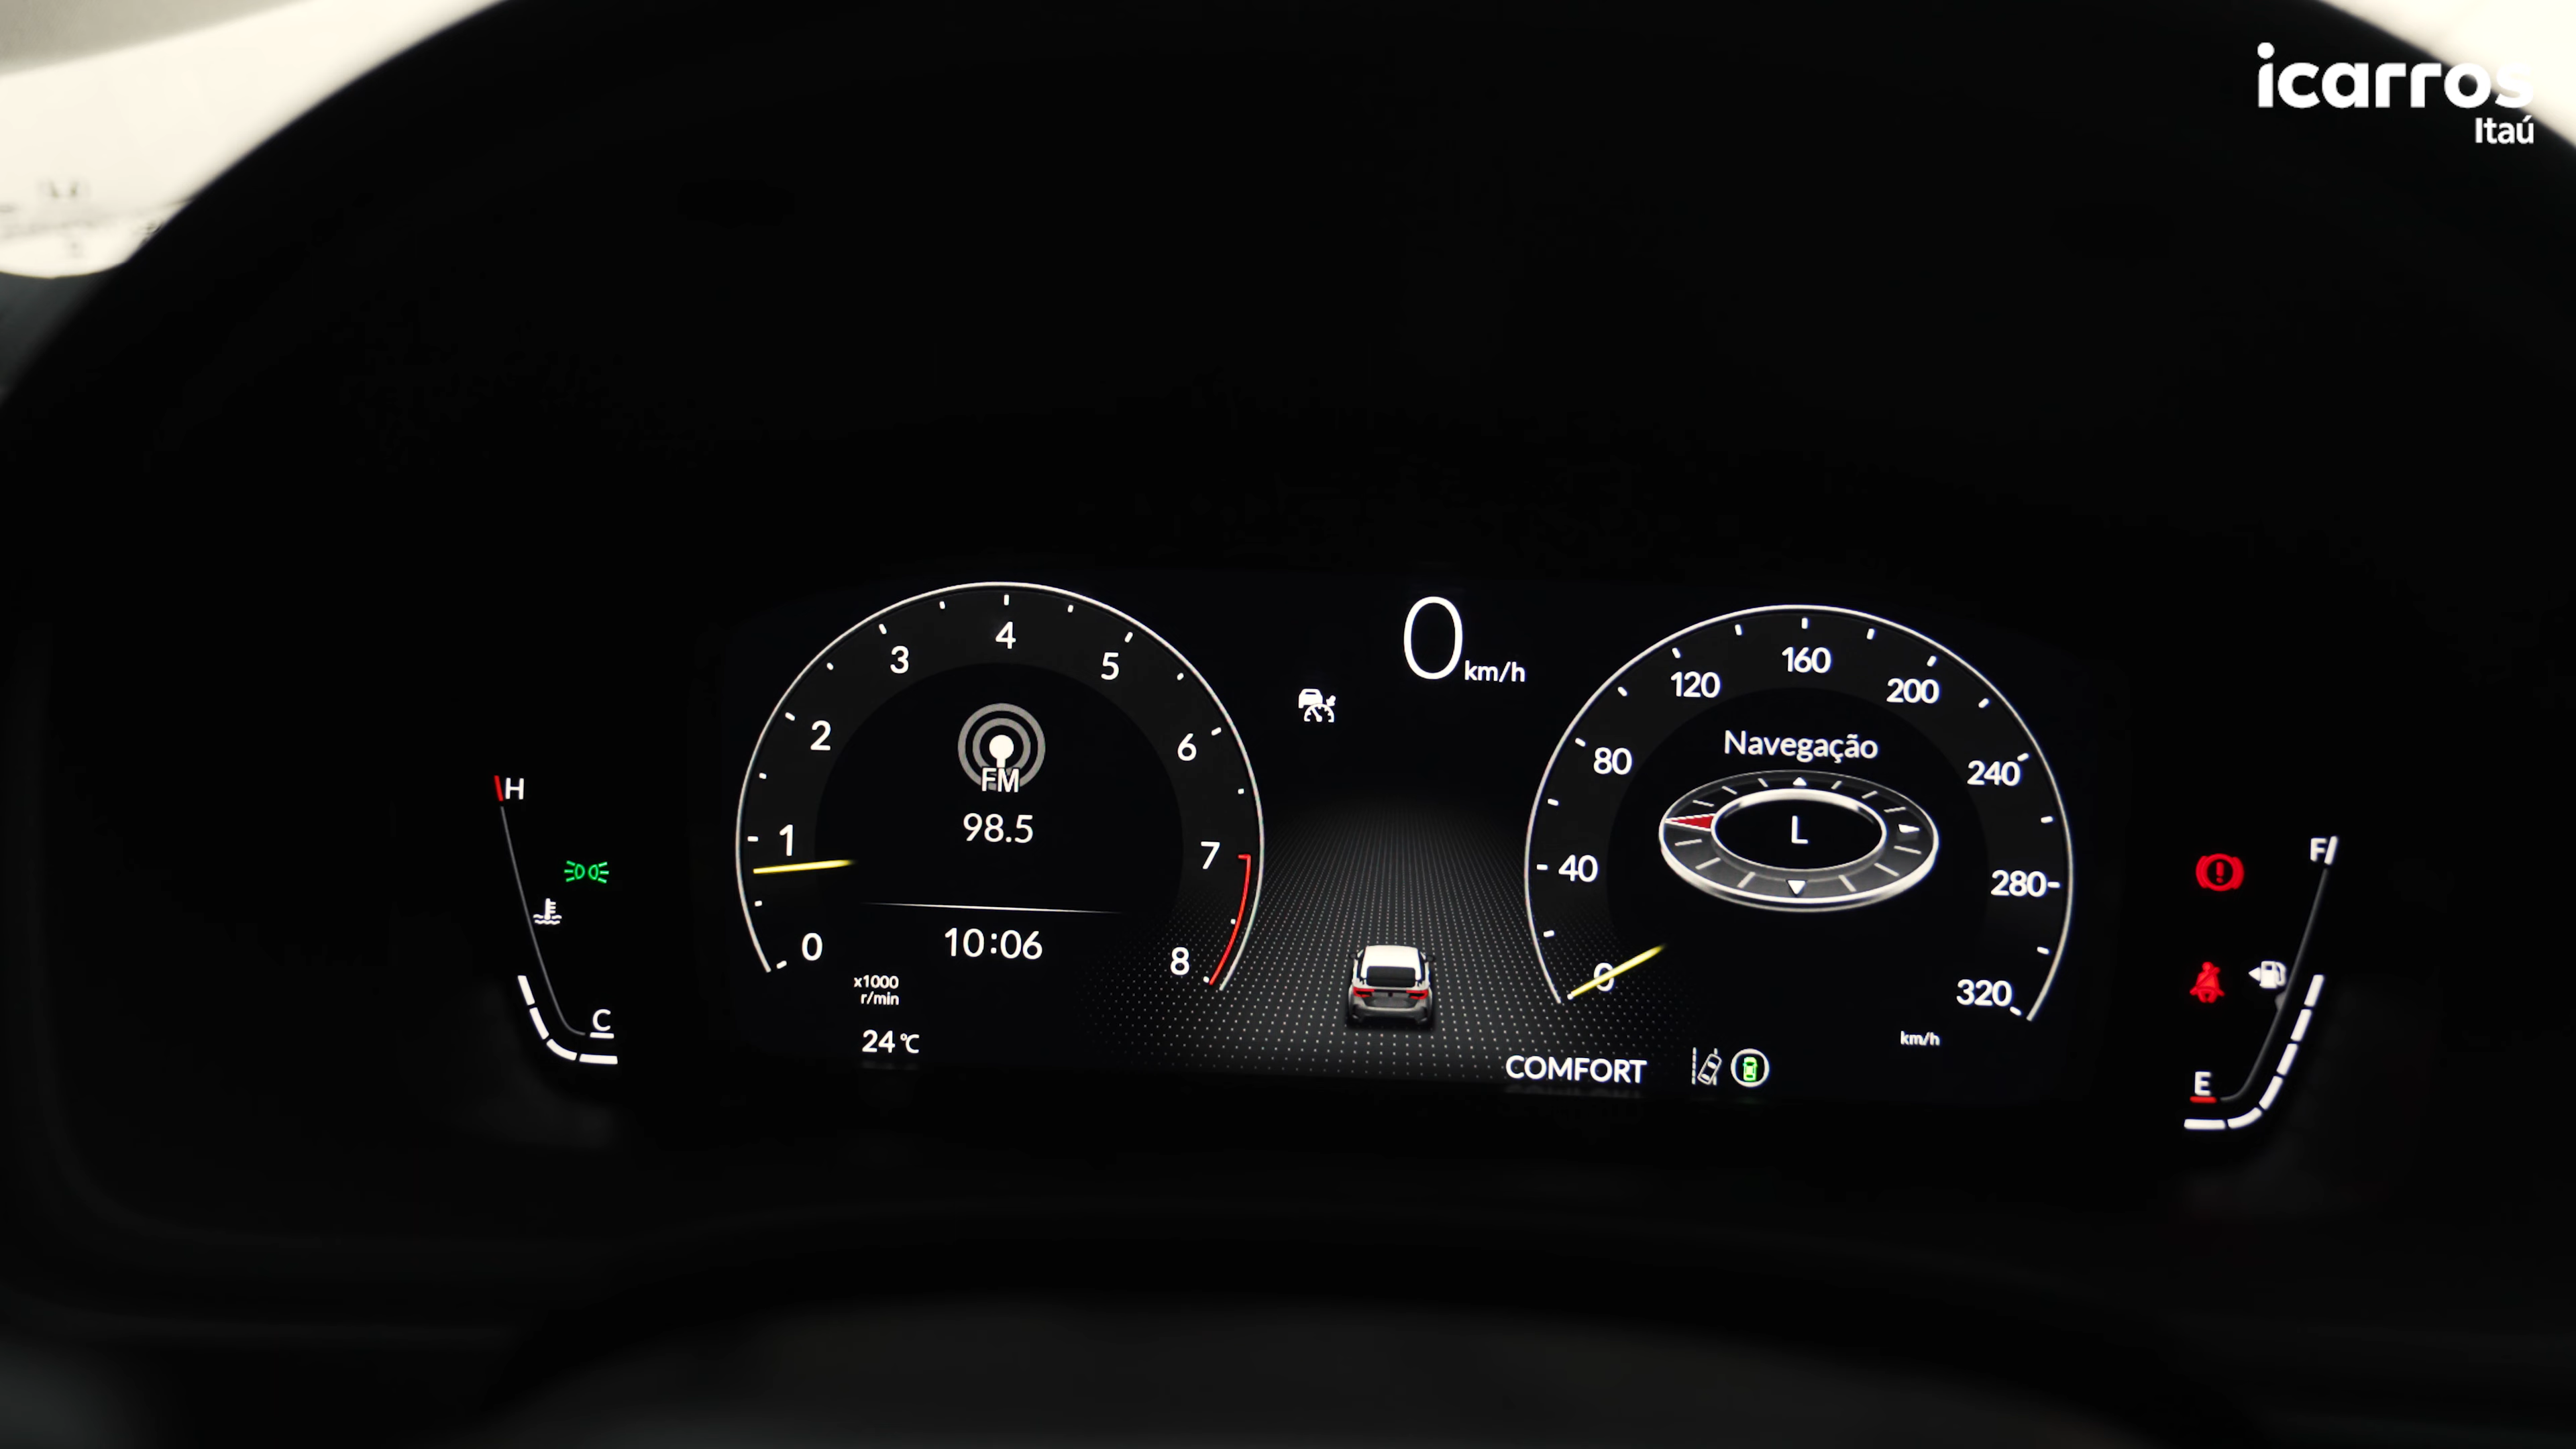 icarros
Itaú
0 km/h
0
1
2
3
4
5
6
7
8
x1000
r/min
FM
98.5
10:06
24 °C
0
40
80
120
160
200
240
280
320
km/h
Navegação
L
COMFORT
H
C
F
E